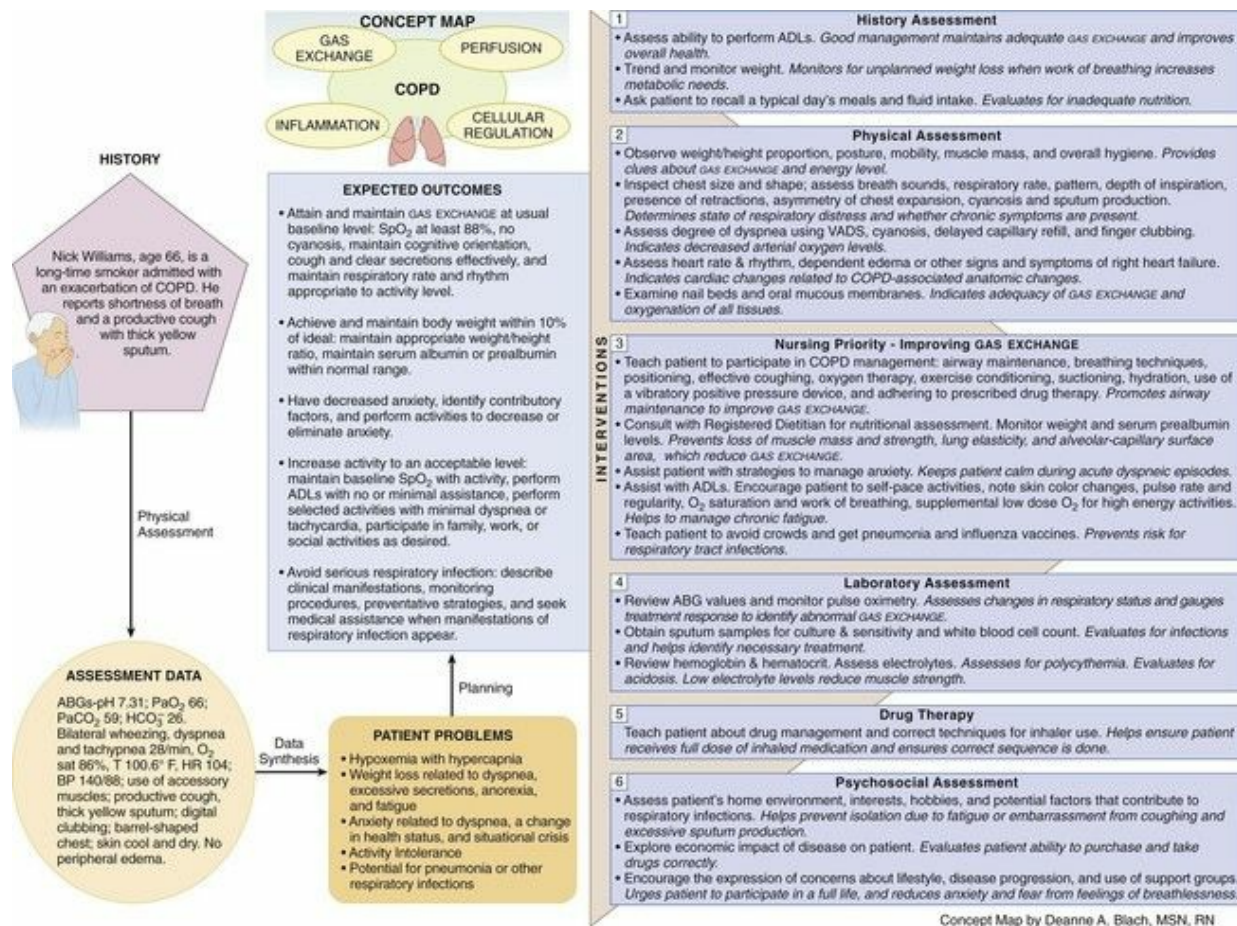 CONCEPT MAP
GAS
EXCHANGE
PERFUSION
COPD
INFLAMMATION
CELLULAR
REGULATION
HISTORY
Nick Williams, age 66, is a
long-time smoker admitted with
an exacerbation of COPD. He
reports shortness of breath
and a productive cough
with thick yellow
sputum.
Physical
Assessment
ASSESSMENT DATA
ABGs-pH 7.31; PaO₂ 66;
PaCO₂ 59; HCO₃⁻ 26.
Bilateral wheezing, dyspnea
and tachypnea 28/min, O₂
sat 86%, T 100.6° F, HR 104;
BP 140/88; use of accessory
muscles; productive cough,
thick yellow sputum; digital
clubbing; barrel-shaped
chest; skin cool and dry. No
peripheral edema.
Data
Synthesis
PATIENT PROBLEMS
• Hypoxemia with hypercapnia
• Weight loss related to dyspnea,
excessive secretions, anorexia,
and fatigue
• Anxiety related to dyspnea, a change
in health status, and situational crisis
• Activity Intolerance
• Potential for pneumonia or other
respiratory infections
Planning
EXPECTED OUTCOMES
• Attain and maintain GAS EXCHANGE at usual
baseline level: SpO₂ at least 88%, no
cyanosis, maintain cognitive orientation,
cough and clear secretions effectively, and
maintain respiratory rate and rhythm
appropriate to activity level.
• Achieve and maintain body weight within 10%
of ideal: maintain appropriate weight/height
ratio, maintain serum albumin or prealbumin
within normal range.
• Have decreased anxiety, identify contributory
factors, and perform activities to decrease or
eliminate anxiety.
• Increase activity to an acceptable level:
maintain baseline SpO₂ with activity, perform
ADLs with no or minimal assistance, perform
selected activities with minimal dyspnea or
tachycardia, participate in family, work, or
social activities as desired.
• Avoid serious respiratory infection: describe
clinical manifestations, monitoring
procedures, preventative strategies, and seek
medical assistance when manifestations of
respiratory infection appear.
INTERVENTIONS
1 History Assessment
• Assess ability to perform ADLs. Good management maintains adequate GAS EXCHANGE and improves
overall health.
• Trend and monitor weight. Monitors for unplanned weight loss when work of breathing increases
metabolic needs.
• Ask patient to recall a typical day's meals and fluid intake. Evaluates for inadequate nutrition.
2 Physical Assessment
• Observe weight/height proportion, posture, mobility, muscle mass, and overall hygiene. Provides
clues about GAS EXCHANGE and energy level.
• Inspect chest size and shape; assess breath sounds, respiratory rate, pattern, depth of inspiration,
presence of retractions, asymmetry of chest expansion, cyanosis and sputum production.
Determines state of respiratory distress and whether chronic symptoms are present.
• Assess degree of dyspnea using VADS, cyanosis, delayed capillary refill, and finger clubbing.
Indicates decreased arterial oxygen levels.
• Assess heart rate & rhythm, dependent edema or other signs and symptoms of right heart failure.
Indicates cardiac changes related to COPD-associated anatomic changes.
• Examine nail beds and oral mucous membranes. Indicates adequacy of GAS EXCHANGE and
oxygenation of all tissues.
3 Nursing Priority - Improving GAS EXCHANGE
• Teach patient to participate in COPD management: airway maintenance, breathing techniques,
positioning, effective coughing, oxygen therapy, exercise conditioning, suctioning, hydration, use of
a vibratory positive pressure device, and adhering to prescribed drug therapy. Promotes airway
maintenance to improve GAS EXCHANGE.
• Consult with Registered Dietitian for nutritional assessment. Monitor weight and serum prealbumin
levels. Prevents loss of muscle mass and strength, lung elasticity, and alveolar-capillary surface
area, which reduce GAS EXCHANGE.
• Assist patient with strategies to manage anxiety. Keeps patient calm during acute dyspneic episodes.
• Assist with ADLs. Encourage patient to self-pace activities, note skin color changes, pulse rate and
regularity, O₂ saturation and work of breathing, supplemental low dose O₂ for high energy activities.
Helps to manage chronic fatigue.
• Teach patient to avoid crowds and get pneumonia and influenza vaccines. Prevents risk for
respiratory tract infections.
4 Laboratory Assessment
• Review ABG values and monitor pulse oximetry. Assesses changes in respiratory status and gauges
treatment response to identify abnormal GAS EXCHANGE.
• Obtain sputum samples for culture & sensitivity and white blood cell count. Evaluates for infections
and helps identify necessary treatment.
• Review hemoglobin & hematocrit. Assess electrolytes. Assesses for polycythemia. Evaluates for
acidosis. Low electrolyte levels reduce muscle strength.
5 Drug Therapy
Teach patient about drug management and correct techniques for inhaler use. Helps ensure patient
receives full dose of inhaled medication and ensures correct sequence is done.
6 Psychosocial Assessment
• Assess patient's home environment, interests, hobbies, and potential factors that contribute to
respiratory infections. Helps prevent isolation due to fatigue or embarrassment from coughing and
excessive sputum production.
• Explore economic impact of disease on patient. Evaluates patient ability to purchase and take
drugs correctly.
• Encourage the expression of concerns about lifestyle, disease progression, and use of support groups.
Urges patient to participate in a full life, and reduces anxiety and fear from feelings of breathlessness.
Concept Map by Deanne A. Blach, MSN, RN